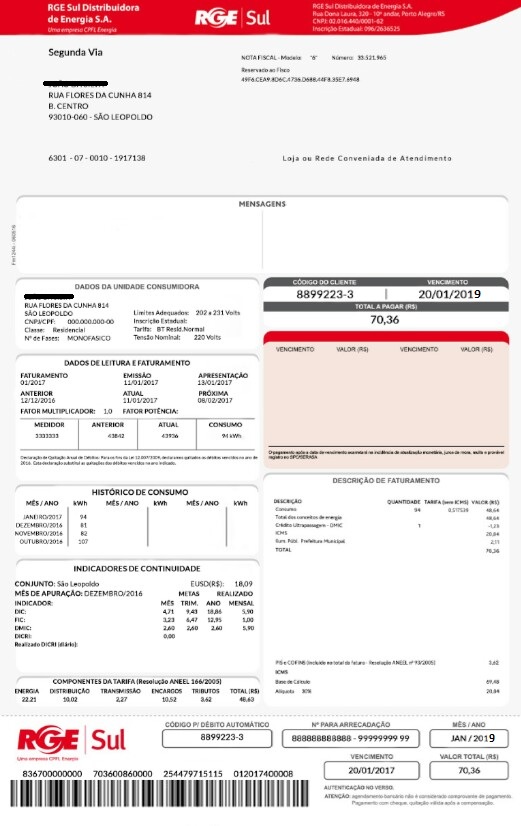 RGE Sul Distribuidora
de Energia S.A.
Uma empresa CPFL Energia
RGE Sul
RGE Sul Distribuidora de Energia S.A.
Rua Dona Laura, 320 - 10º andar, Porto Alegre/RS
CNPJ: 02.016.440/0001-62
Inscrição Estadual: 096/2636525
Segunda Via
NOTA FISCAL - Modelo: "6" Número: 33.521.965
Reservado ao Fisco
RUA FLORES DA CUNHA 814
B. CENTRO
93010-060 - SÃO LEOPOLDO
6301 - 07 - 0010 - 1917138
Loja ou Rede Conveniada de Atendimento
MENSAGENS
DADOS DA UNIDADE CONSUMIDORA
RUA FLORES DA CUNHA 814
SÃO LEOPOLDO
CNPJ/CPF: 000.000.000-00
Classe: Residencial
Nº de Fases: MONOFASICO
Limites Adequados: 202 x 231 Volts
Inscrição Estadual:
Tarifa: BT Resid.Normal
Tensão Nominal: 220 Volts
CÓDIGO DO CLIENTE VENCIMENTO
8899223-3 20/01/2019
TOTAL A PAGAR (R$)
70,36
VENCIMENTO VALOR (R$) VENCIMENTO VALOR (R$)
DADOS DE LEITURA E FATURAMENTO
FATURAMENTO EMISSÃO APRESENTAÇÃO
01/2017 11/01/2017 13/01/2017
ANTERIOR ATUAL PRÓXIMA
12/12/2016 11/01/2017 08/02/2017
FATOR MULTIPLICADOR: 1,0 FATOR POTÊNCIA:
MEDIDOR ANTERIOR ATUAL CONSUMO
3333333 43842 43936 94 kWh
HISTÓRICO DE CONSUMO
MÊS / ANO kWh MÊS / ANO kWh MÊS / ANO kWh
JANEIRO/2017 94
DEZEMBRO/2016 81
NOVEMBRO/2016 82
OUTUBRO/2016 107
DESCRIÇÃO DE FATURAMENTO
DESCRIÇÃO QUANTIDADE TARIFA (sem ICMS) VALOR (R$)
Consumo 94 0,517539 48,64
Total dos conceitos de energia 48,64
Crédito Ultrapassagem - DMIC 1 -1,23
ICMS 20,84
Ilum. Públ. Prefeitura Municipal 2,11
TOTAL 70,36
INDICADORES DE CONTINUIDADE
CONJUNTO: São Leopoldo EUSD(R$): 18,09
MÊS DE APURAÇÃO: DEZEMBRO/2016 METAS REALIZADO
INDICADOR: MÊS TRIM. ANO MENSAL
DIC: 4,71 9,43 18,86 5,90
FIC: 3,23 6,47 12,95 1,00
DMIC: 2,60 2,60 2,60 5,90
DICRI: 0,00
Realizado DICRI (diário):
PIS e COFINS (incluído no total da fatura - Resolução ANEEL nº 93/2005) 3,62
ICMS
Base de Cálculo 69,48
Alíquota 30% 20,84
COMPONENTES DA TARIFA (Resolução ANEEL 166/2005)
ENERGIA DISTRIBUIÇÃO TRANSMISSÃO ENCARGOS TRIBUTOS TOTAL (R$)
22,21 10,02 2,27 10,52 3,62 48,63
RGE Sul
Uma empresa CPFL Energia
CÓDIGO P/ DÉBITO AUTOMÁTICO
8899223-3
Nº PARA ARRECADAÇÃO
888888888888 - 99999999 99
MÊS / ANO
JAN / 2019
VENCIMENTO
20/01/2017
VALOR TOTAL (R$)
70,36
836700000000 703600860000 254479715115 012017400008
AUTENTICAÇÃO NO VERSO:
ATENÇÃO: agendamento bancário não é considerado comprovante de pagamento.
Pagamento com cheque, quitação válida após a compensação.